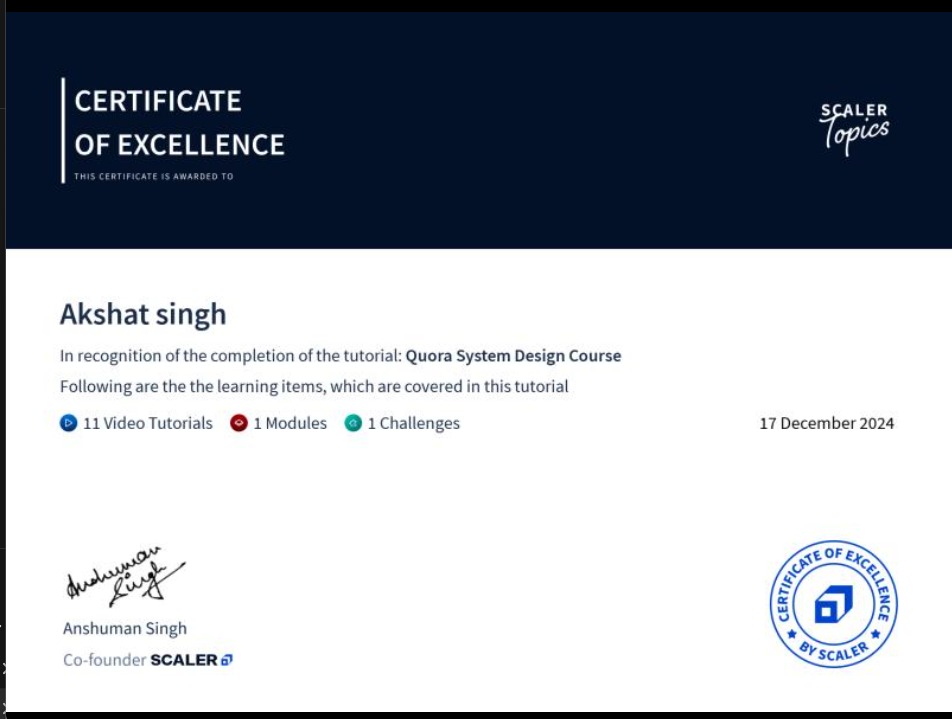 CERTIFICATE
OF EXCELLENCE
THIS CERTIFICATE IS AWARDED TO
SCALER
Topics
Akshat singh
In recognition of the completion of the tutorial: Quora System Design Course
Following are the the learning items, which are covered in this tutorial
11 Video Tutorials 1 Modules 1 Challenges
17 December 2024
Anshuman
Singh
Anshuman Singh
Co-founder SCALER
CERTIFICATE OF EXCELLENCE
BY SCALER